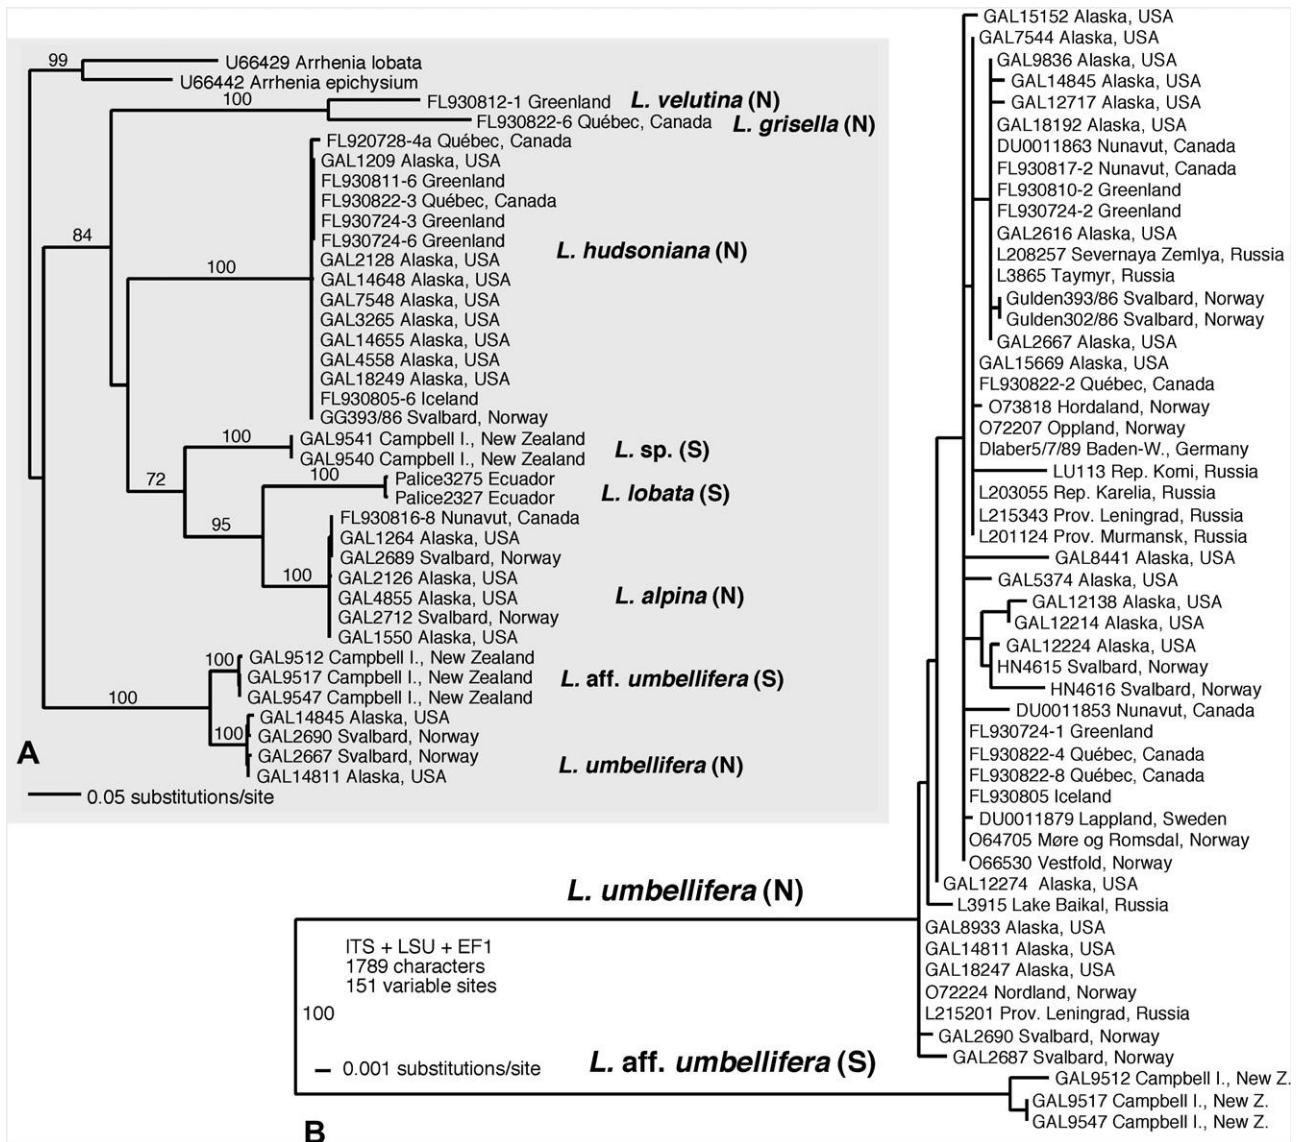 99
U66429 Arrhenia lobata
U66442 Arrhenia epichysium
100
FL930812-1 Greenland
L. velutina (N)
FL930822-6 Québec, Canada
L. grisella (N)
FL920728-4a Québec, Canada
GAL1209 Alaska, USA
FL930811-6 Greenland
FL930822-3 Québec, Canada
FL930724-3 Greenland
84
FL930724-6 Greenland
L. hudsoniana (N)
GAL2128 Alaska, USA
100
GAL14648 Alaska, USA
GAL7548 Alaska, USA
GAL3265 Alaska, USA
GAL14655 Alaska, USA
GAL4558 Alaska, USA
GAL18249 Alaska, USA
FL930805-6 Iceland
GG393/86 Svalbard, Norway
100
GAL9541 Campbell I., New Zealand
L. sp. (S)
GAL9540 Campbell I., New Zealand
72
100
Palice3275 Ecuador
L. lobata (S)
Palice2327 Ecuador
95
FL930816-8 Nunavut, Canada
GAL1264 Alaska, USA
GAL2689 Svalbard, Norway
100
GAL2126 Alaska, USA
L. alpina (N)
GAL4855 Alaska, USA
GAL2712 Svalbard, Norway
GAL1550 Alaska, USA
100
GAL9512 Campbell I., New Zealand
GAL9517 Campbell I., New Zealand
L. aff. umbellifera (S)
100
GAL9547 Campbell I., New Zealand
GAL14845 Alaska, USA
100
GAL2690 Svalbard, Norway
GAL2667 Svalbard, Norway
L. umbellifera (N)
GAL14811 Alaska, USA
A
0.05 substitutions/site
GAL15152 Alaska, USA
GAL7544 Alaska, USA
GAL9836 Alaska, USA
GAL14845 Alaska, USA
GAL12717 Alaska, USA
GAL18192 Alaska, USA
DU0011863 Nunavut, Canada
FL930817-2 Nunavut, Canada
FL930810-2 Greenland
FL930724-2 Greenland
GAL2616 Alaska, USA
L208257 Severnaya Zemlya, Russia
L3865 Taymyr, Russia
Gulden393/86 Svalbard, Norway
Gulden302/86 Svalbard, Norway
GAL2667 Alaska, USA
GAL15669 Alaska, USA
FL930822-2 Québec, Canada
O73818 Hordaland, Norway
O72207 Oppland, Norway
Dlaber5/7/89 Baden-W., Germany
LU113 Rep. Komi, Russia
L203055 Rep. Karelia, Russia
L215343 Prov. Leningrad, Russia
L201124 Prov. Murmansk, Russia
GAL8441 Alaska, USA
GAL5374 Alaska, USA
GAL12138 Alaska, USA
GAL12214 Alaska, USA
GAL12224 Alaska, USA
HN4615 Svalbard, Norway
HN4616 Svalbard, Norway
DU0011853 Nunavut, Canada
FL930724-1 Greenland
FL930822-4 Québec, Canada
FL930822-8 Québec, Canada
FL930805 Iceland
DU0011879 Lappland, Sweden
O64705 Møre og Romsdal, Norway
O66530 Vestfold, Norway
GAL12274 Alaska, USA
L3915 Lake Baikal, Russia
GAL8933 Alaska, USA
GAL14811 Alaska, USA
GAL18247 Alaska, USA
O72224 Nordland, Norway
L215201 Prov. Leningrad, Russia
GAL2690 Svalbard, Norway
GAL2687 Svalbard, Norway
GAL9512 Campbell I., New Z.
GAL9517 Campbell I., New Z.
GAL9547 Campbell I., New Z.
L. umbellifera (N)
ITS + LSU + EF1
1789 characters
151 variable sites
100
0.001 substitutions/site
L. aff. umbellifera (S)
B